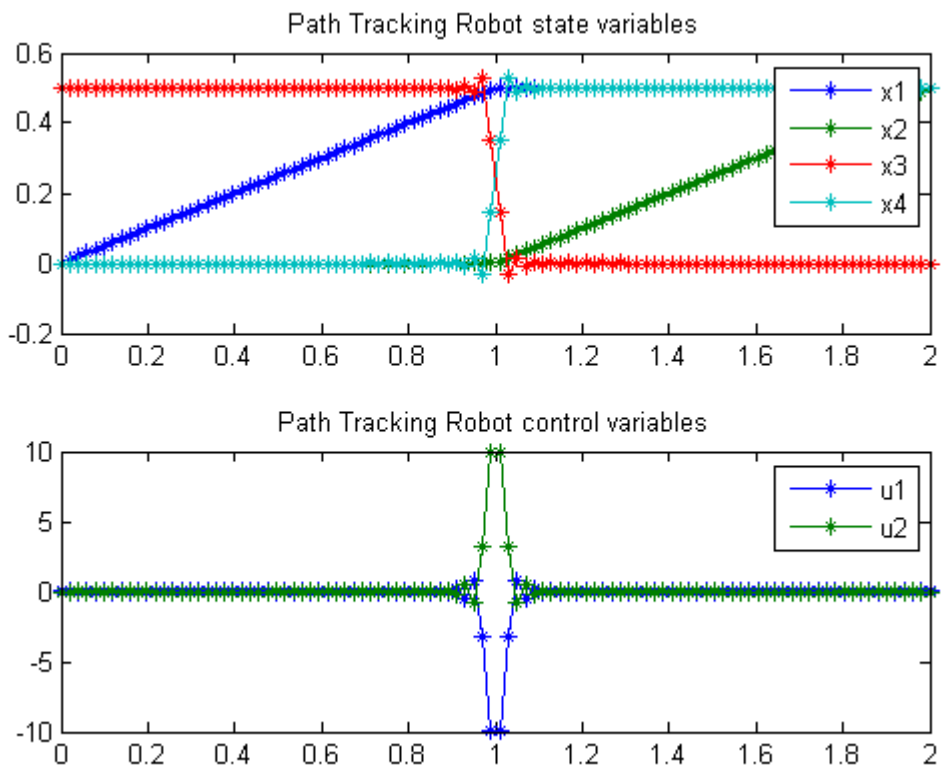 Path Tracking Robot state variables
0.6
0.4
0.2
0
-0.2
x1
x2
x3
x4
0 0.2 0.4 0.6 0.8 1 1.2 1.4 1.6 1.8 2
Path Tracking Robot control variables
10
5
0
-5
-10
u1
u2
0 0.2 0.4 0.6 0.8 1 1.2 1.4 1.6 1.8 2